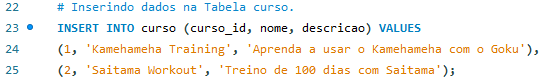 22 # Inserindo dados na Tabela curso.
23 INSERT INTO curso (curso_id, nome, descricao) VALUES
24 (1, 'Kamehameha Training', 'Aprenda a usar o Kamehameha com o Goku'),
25 (2, 'Saitama Workout', 'Treino de 100 dias com Saitama');